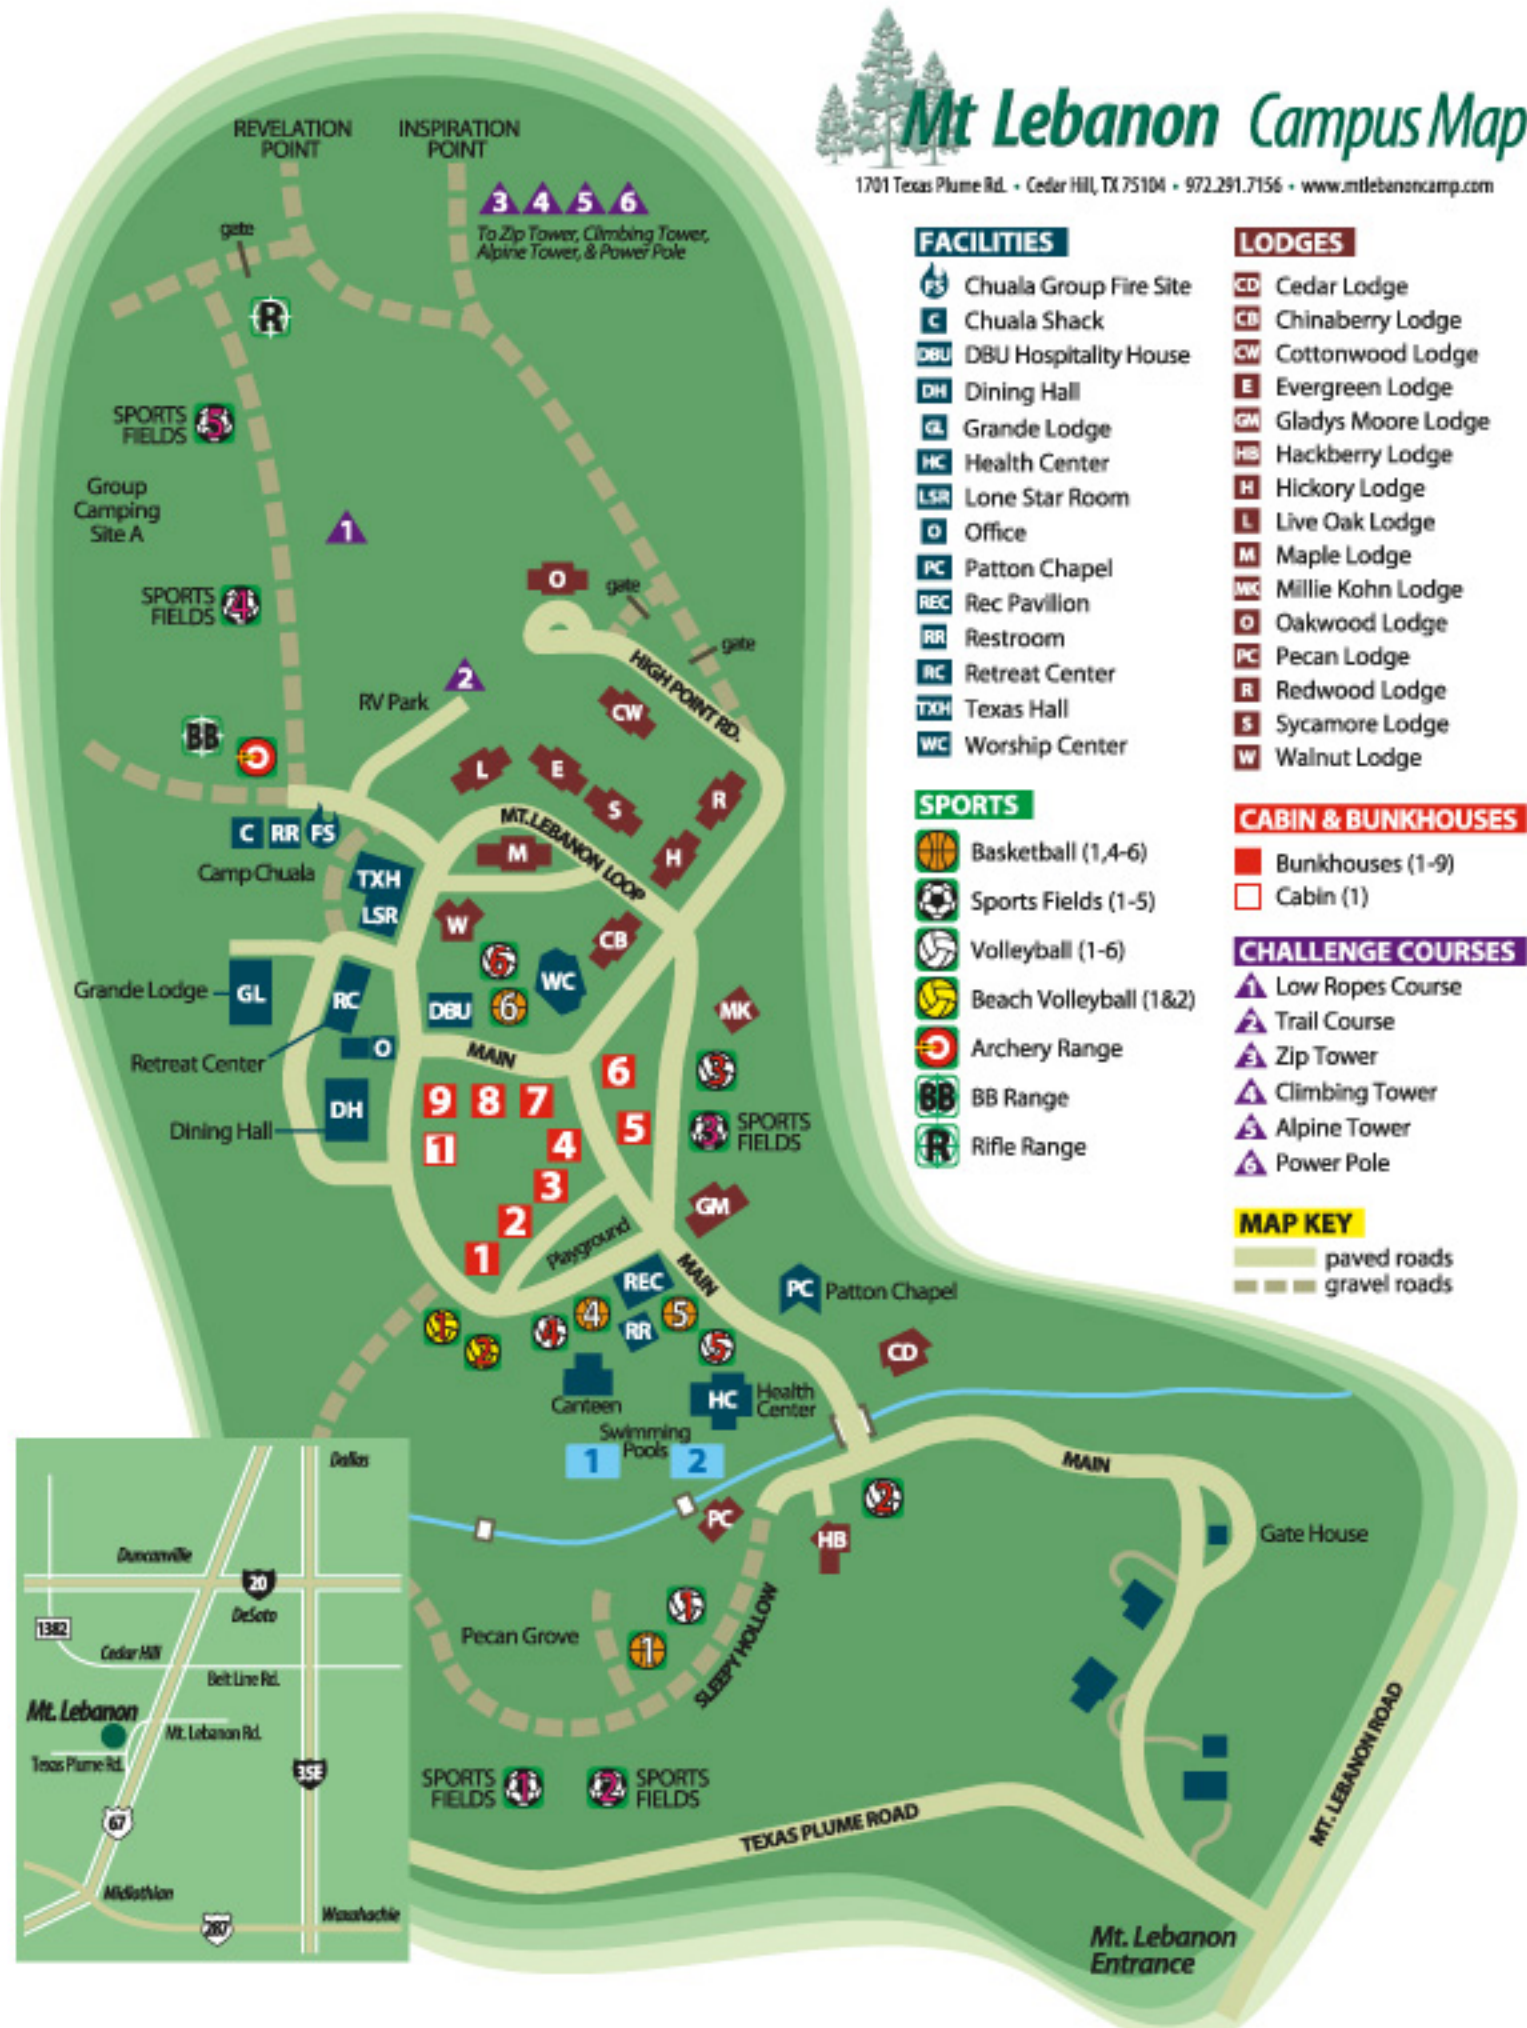 Mt Lebanon Campus Map
1701 Texas Plume Rd. • Cedar Hill, TX 75104 • 972.291.7156 • www.mtlebanoncamp.com
FACILITIES
FS Chuala Group Fire Site
C Chuala Shack
DBU DBU Hospitality House
DH Dining Hall
GL Grande Lodge
HC Health Center
LSR Lone Star Room
O Office
PC Patton Chapel
REC Rec Pavilion
RR Restroom
RC Retreat Center
TXH Texas Hall
WC Worship Center
SPORTS
Basketball (1,4-6)
Sports Fields (1-5)
Volleyball (1-6)
Beach Volleyball (1&2)
Archery Range
BB BB Range
R Rifle Range
LODGES
CD Cedar Lodge
CB Chinaberry Lodge
CW Cottonwood Lodge
E Evergreen Lodge
GM Gladys Moore Lodge
HB Hackberry Lodge
H Hickory Lodge
L Live Oak Lodge
M Maple Lodge
MK Millie Kohn Lodge
O Oakwood Lodge
PC Pecan Lodge
R Redwood Lodge
S Sycamore Lodge
W Walnut Lodge
CABIN & BUNKHOUSES
Bunkhouses (1-9)
Cabin (1)
CHALLENGE COURSES
1 Low Ropes Course
2 Trail Course
3 Zip Tower
4 Climbing Tower
5 Alpine Tower
6 Power Pole
MAP KEY
paved roads
gravel roads
REVELATION
POINT
INSPIRATION
POINT
3 4 5 6
To Zip Tower, Climbing Tower,
Alpine Tower, & Power Pole
gate
R
SPORTS
FIELDS
5
Group
Camping
Site A
1
SPORTS
FIELDS
4
O
gate
gate
HIGH POINT RD.
2
RV Park
CW
BB
L
E
S
R
MT. LEBANON LOOP
M
H
C RR FS
Camp Chuala
TXH
LSR
W
CB
6
WC
Grande Lodge
GL
RC
DBU
6
MK
Retreat Center
O
MAIN
6
3
9 8 7
DH
Dining Hall
1
4
5
3
SPORTS
FIELDS
3
2
GM
1
Playground
REC
MAIN
PC
Patton Chapel
1
2
4
4
RR
5
5
CD
Canteen
HC
Health
Center
Swimming
Pools
1
2
MAIN
2
PC
HB
Gate House
1
Pecan Grove
1
SLEEPY HOLLOW
SPORTS
FIELDS
1
2
SPORTS
FIELDS
TEXAS PLUME ROAD
MT. LEBANON ROAD
Mt. Lebanon
Entrance
Dallas
Duncanville
20
DeSoto
1382
Cedar Hill
Belt Line Rd.
Mt. Lebanon
Mt. Lebanon Rd.
Texas Plume Rd.
35E
67
Midlothian
287
Waxahachie